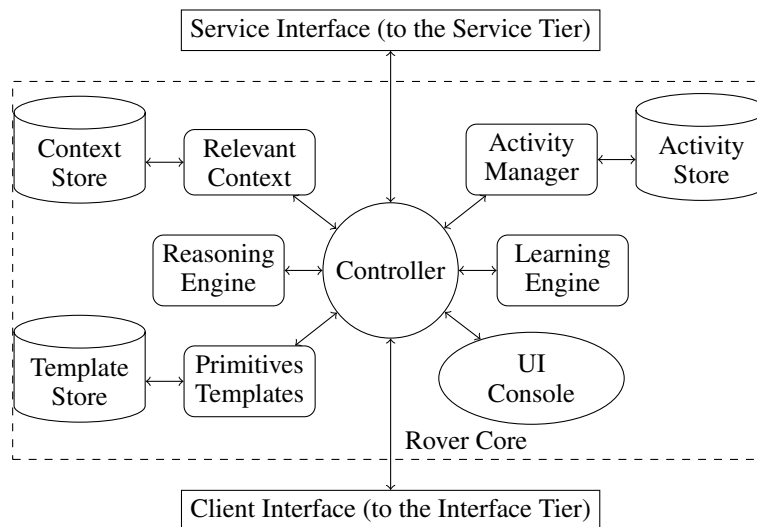 Service Interface (to the Service Tier)
Context
Store
Relevant
Context
Activity
Manager
Activity
Store
Reasoning
Engine
Controller
Learning
Engine
Template
Store
Primitives
Templates
UI
Console
Rover Core
Client Interface (to the Interface Tier)